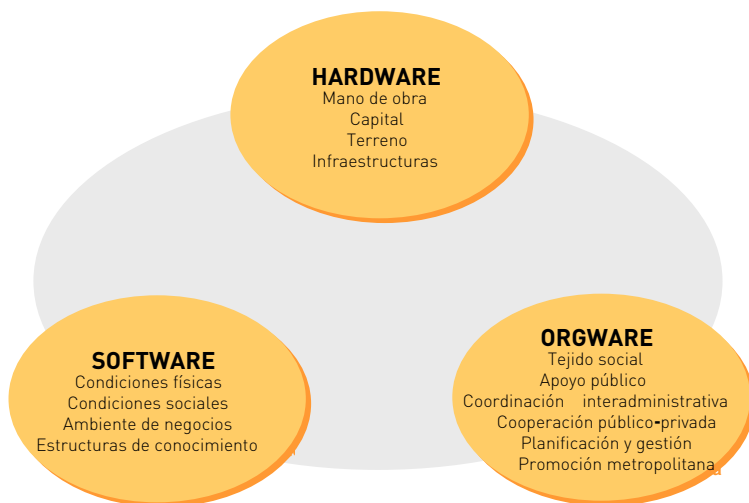 HARDWARE
Mano de obra
Capital
Terreno
Infraestructuras
SOFTWARE
Condiciones físicas
Condiciones sociales
Ambiente de negocios
Estructuras de conocimiento
ORGWARE
Tejido social
Apoyo público
Coordinación interadministrativa
Cooperación público-privada
Planificación y gestión
Promoción metropolitana